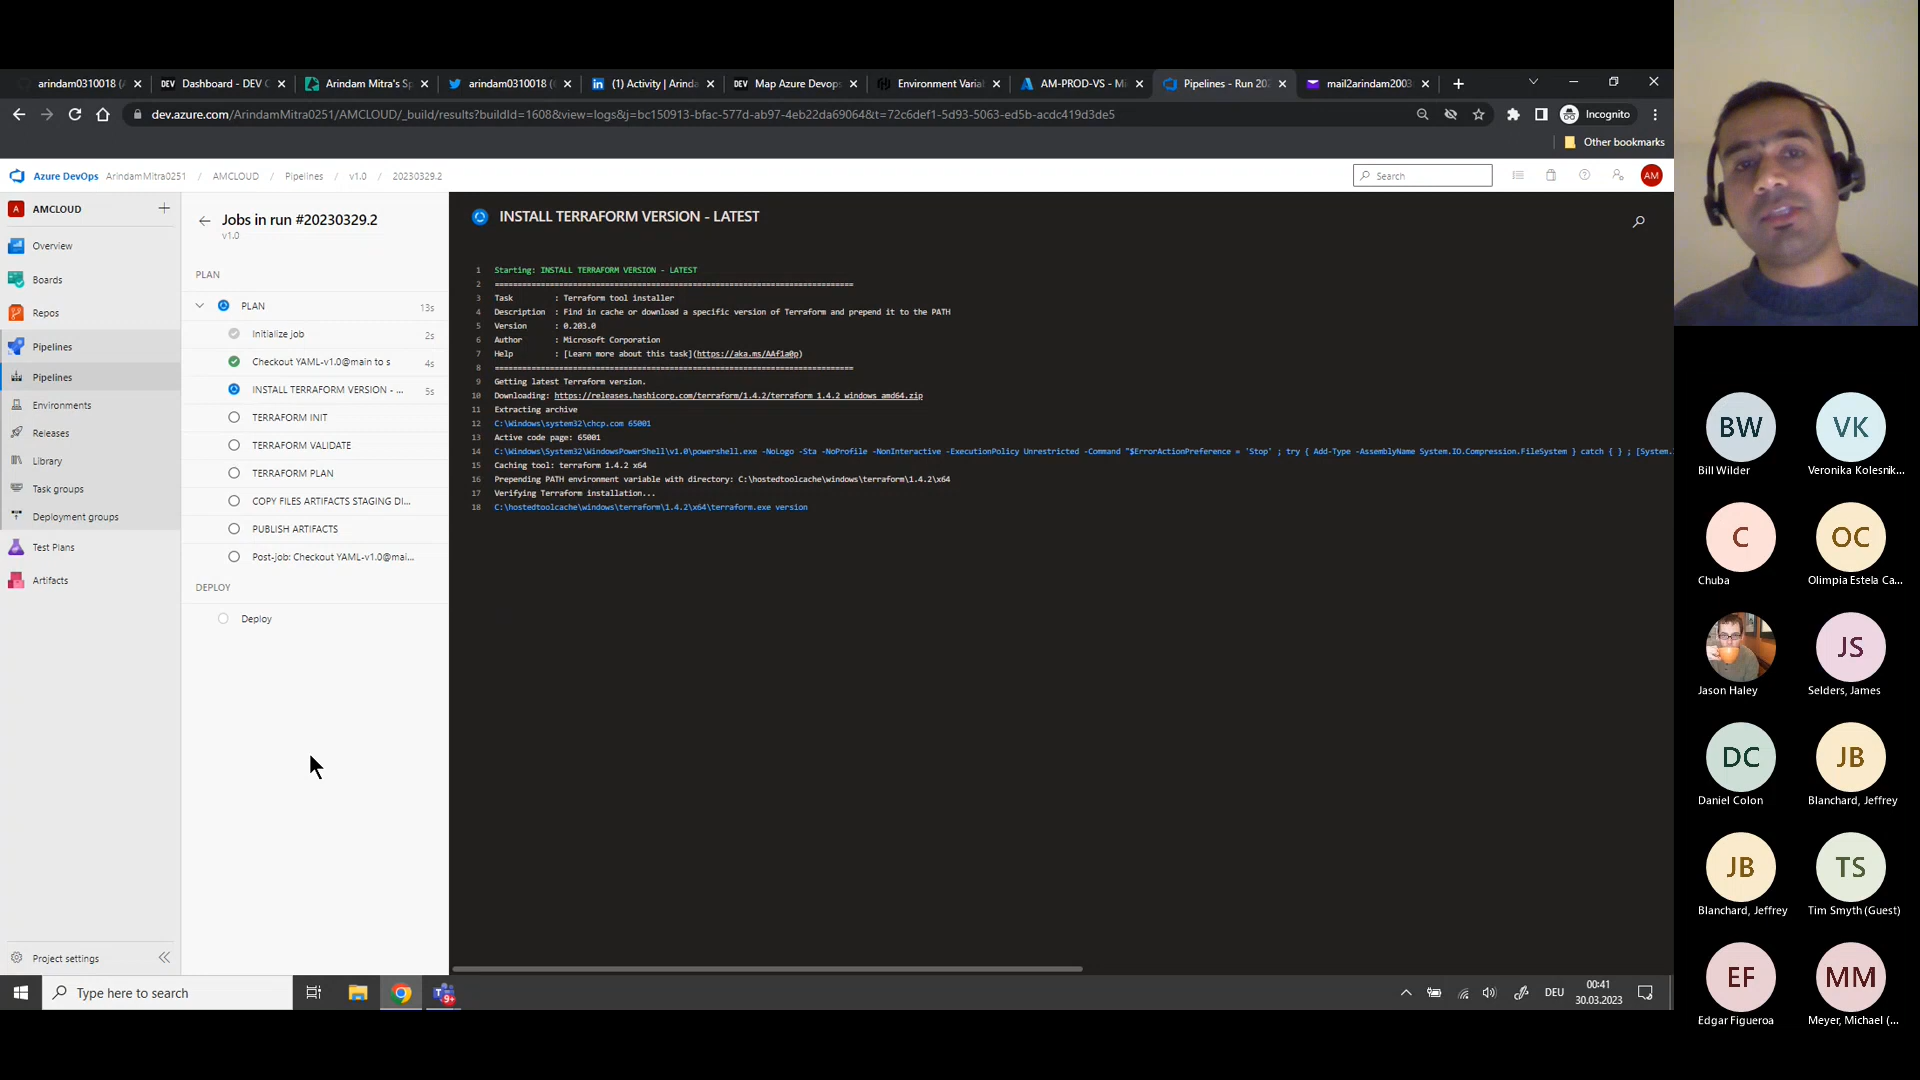 arindam0310018 (
Dashboard - DEV C
Arindam Mitra's Sp
arindam0310018 (
(1) Activity | Arinda
Map Azure Devops
Environment Varia
AM-PROD-VS - Mi
Pipelines - Run 202
mail2arindam2003
dev.azure.com/ArindamMitra0251/AMCLOUD/_build/results?buildId=1608&view=logs&j=bc150913-bfac-577d-ab97-4eb22da69064&t=72c6def1-5d93-5063-ed5b-acdc419d3de5
Incognito
Other bookmarks
Azure DevOps ArindamMitra0251 / AMCLOUD / Pipelines / v1.0 / 20230329.2
Search
AM
A AMCLOUD
Overview
Boards
Repos
Pipelines
Pipelines
Environments
Releases
Library
Task groups
Deployment groups
Test Plans
Artifacts
Project settings
Jobs in run #20230329.2
v1.0
PLAN
PLAN 13s
Initialize job 2s
Checkout YAML-v1.0@main to s 4s
INSTALL TERRAFORM VERSION - ... 5s
TERRAFORM INIT
TERRAFORM VALIDATE
TERRAFORM PLAN
COPY FILES ARTIFACTS STAGING DI...
PUBLISH ARTIFACTS
Post-job: Checkout YAML-v1.0@mai...
DEPLOY
Deploy
INSTALL TERRAFORM VERSION - LATEST
1 Starting: INSTALL TERRAFORM VERSION - LATEST
2 ==============================================================================
3 Task : Terraform tool installer
4 Description : Find in cache or download a specific version of Terraform and prepend it to the PATH
5 Version : 0.203.0
6 Author : Microsoft Corporation
7 Help : [Learn more about this task](https://aka.ms/AAf1a0p)
8 ==============================================================================
9 Getting latest Terraform version.
10 Downloading: https://releases.hashicorp.com/terraform/1.4.2/terraform_1.4.2_windows_amd64.zip
11 Extracting archive
12 C:\Windows\system32\chcp.com 65001
13 Active code page: 65001
14 C:\Windows\System32\WindowsPowerShell\v1.0\powershell.exe -NoLogo -Sta -NoProfile -NonInteractive -ExecutionPolicy Unrestricted -Command "$ErrorActionPreference = 'Stop' ; try { Add-Type -AssemblyName System.IO.Compression.FileSystem } catch { } ; [System.
15 Caching tool: terraform 1.4.2 x64
16 Prepending PATH environment variable with directory: C:\hostedtoolcache\windows\terraform\1.4.2\x64
17 Verifying Terraform installation...
18 C:\hostedtoolcache\windows\terraform\1.4.2\x64\terraform.exe version
Type here to search
9+
DEU
00:41
30.03.2023
BW
Bill Wilder
VK
Veronika Kolesnik...
C
Chuba
OC
Olimpia Estela Ca...
Jason Haley
JS
Selders, James
DC
Daniel Colon
JB
Blanchard, Jeffrey
JB
Blanchard, Jeffrey
TS
Tim Smyth (Guest)
EF
Edgar Figueroa
MM
Meyer, Michael (...